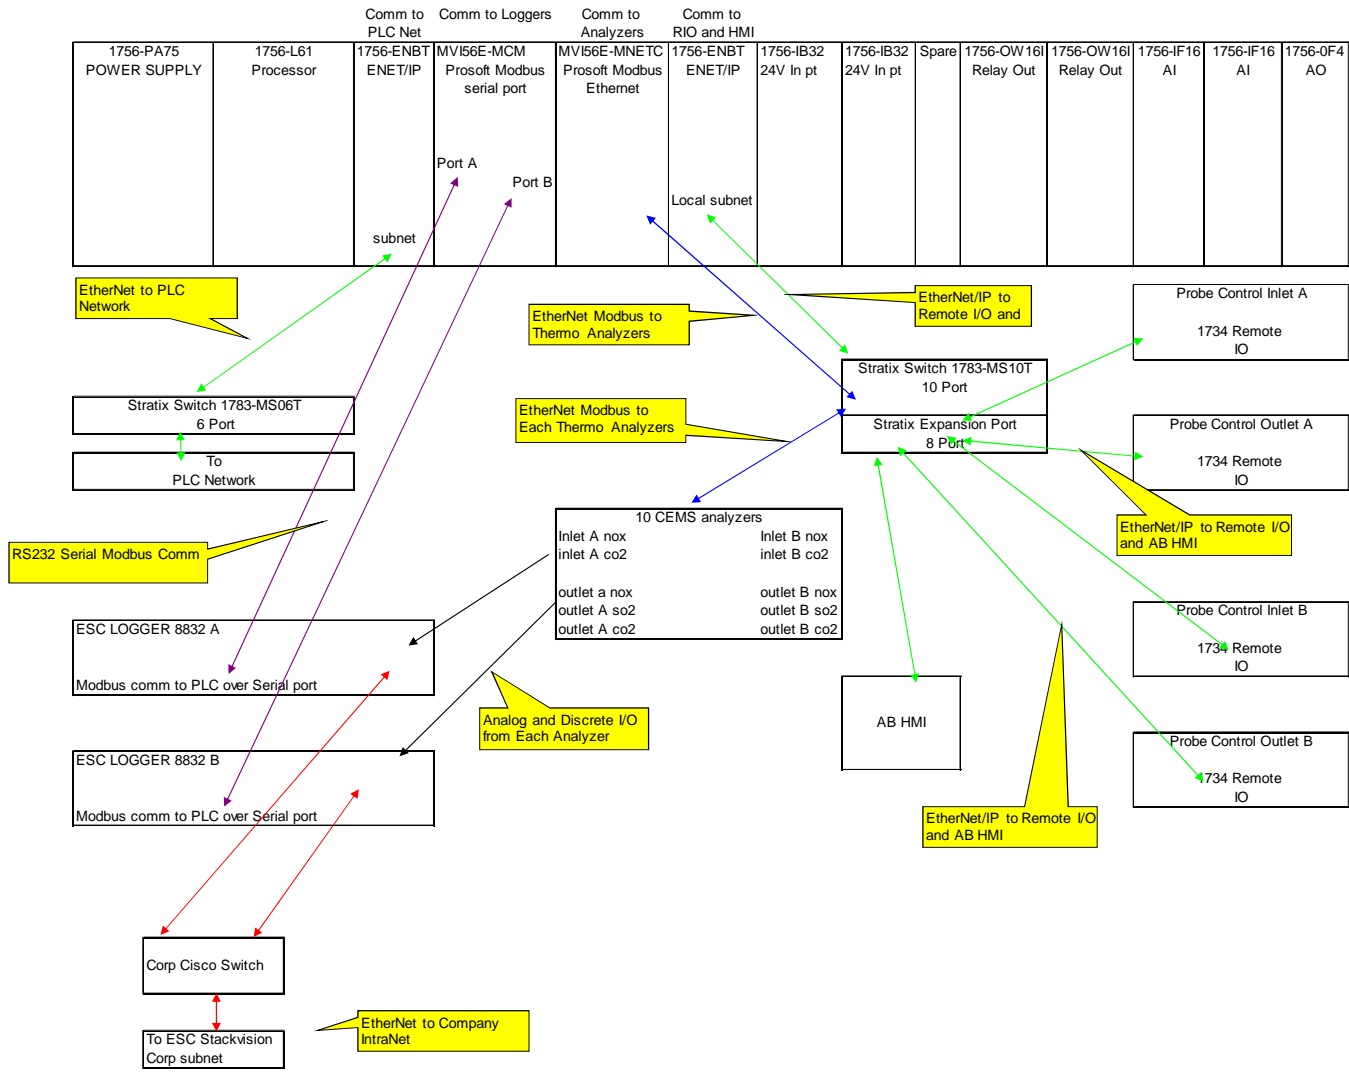 Comm to
PLC Net
Comm to Loggers
Comm to
Analyzers
Comm to
RIO and HMI
1756-PA75
POWER SUPPLY
1756-L61
Processor
1756-ENBT
ENET/IP
MVI56E-MCM
Prosoft Modbus
serial port
MVI56E-MNETC
Prosoft Modbus
Ethernet
1756-ENBT
ENET/IP
1756-IB32
24V In pt
1756-IB32
24V In pt
Spare
1756-OW16I
Relay Out
1756-OW16I
Relay Out
1756-IF16
AI
1756-IF16
AI
1756-0F4
AO
Port A
Port B
Local subnet
subnet
EtherNet to PLC
Network
EtherNet Modbus to
Thermo Analyzers
EtherNet/IP to
Remote I/O and
Probe Control Inlet A
1734 Remote
IO
Stratix Switch 1783-MS10T
10 Port
Stratix Expansion Port
8 Port
Stratix Switch 1783-MS06T
6 Port
To
PLC Network
EtherNet Modbus to
Each Thermo Analyzers
Probe Control Outlet A
1734 Remote
IO
EtherNet/IP to Remote I/O
and AB HMI
RS232 Serial Modbus Comm
10 CEMS analyzers
Inlet A nox
Inlet B nox
inlet A co2
inlet B co2
outlet a nox
outlet B nox
outlet A so2
outlet B so2
outlet A co2
outlet B co2
Probe Control Inlet B
1734 Remote
IO
ESC LOGGER 8832 A
Modbus comm to PLC over Serial port
Analog and Discrete I/O
from Each Analyzer
AB HMI
Probe Control Outlet B
1734 Remote
IO
ESC LOGGER 8832 B
Modbus comm to PLC over Serial port
EtherNet/IP to Remote I/O
and AB HMI
Corp Cisco Switch
EtherNet to Company
IntraNet
To ESC Stackvision
Corp subnet